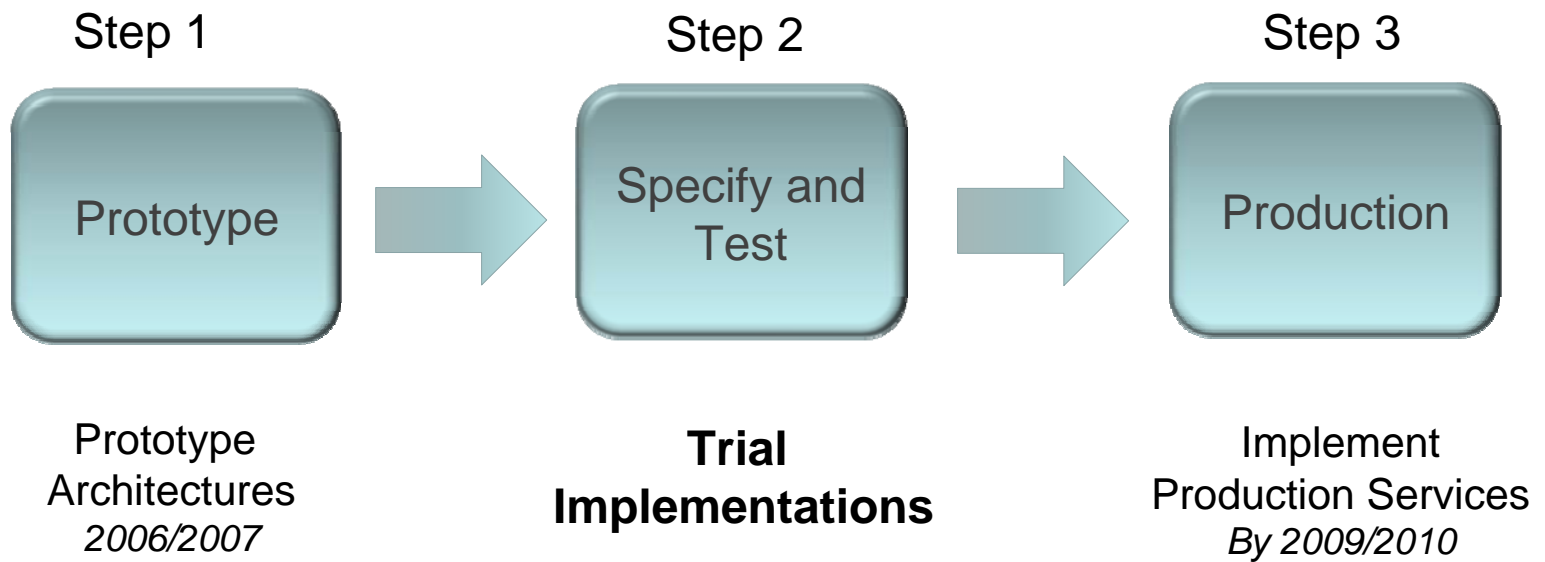 Step 1
Step 2
Step 3
Prototype
Specify and
Test
Production
Prototype
Architectures
2006/2007
Trial
Implementations
Implement
Production Services
By 2009/2010